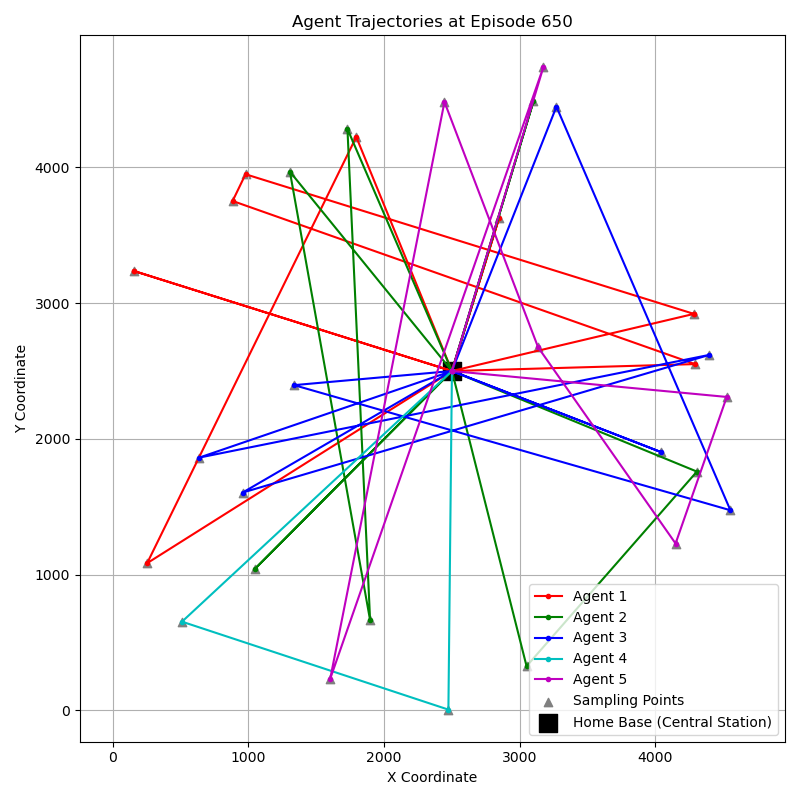 Agent Trajectories at Episode 650
Y Coordinate
4000
3000
2000
1000
0
0 1000 2000 3000 4000
X Coordinate
Agent 1
Agent 2
Agent 3
Agent 4
Agent 5
Sampling Points
Home Base (Central Station)